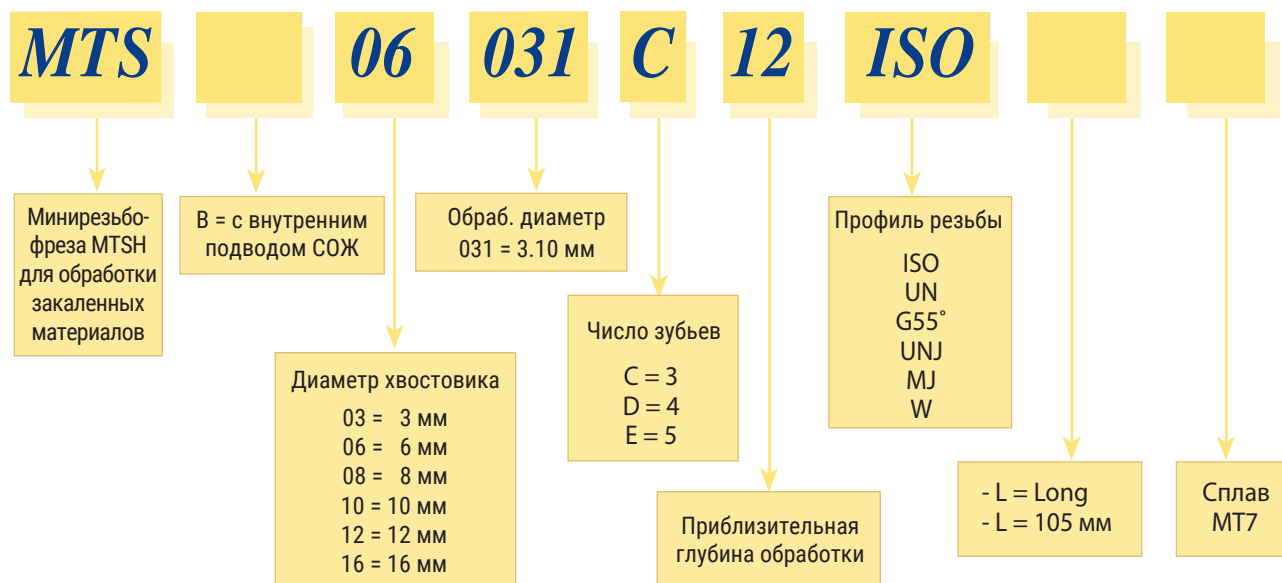 MTS 06 031 C 12 ISO
Минирезьбо-
фреза MTSH
для обработки
закаленных
материалов
B = с внутренним
подводом СОЖ
Диаметр хвостовика
03 = 3 мм
06 = 6 мм
08 = 8 мм
10 = 10 мм
12 = 12 мм
16 = 16 мм
Обраб. диаметр
031 = 3.10 мм
Число зубьев
C = 3
D = 4
E = 5
Приблизительная
глубина обработки
Профиль резьбы
ISO
UN
G55˚
UNJ
MJ
W
- L = Long
- L = 105 мм
Сплав
MT7